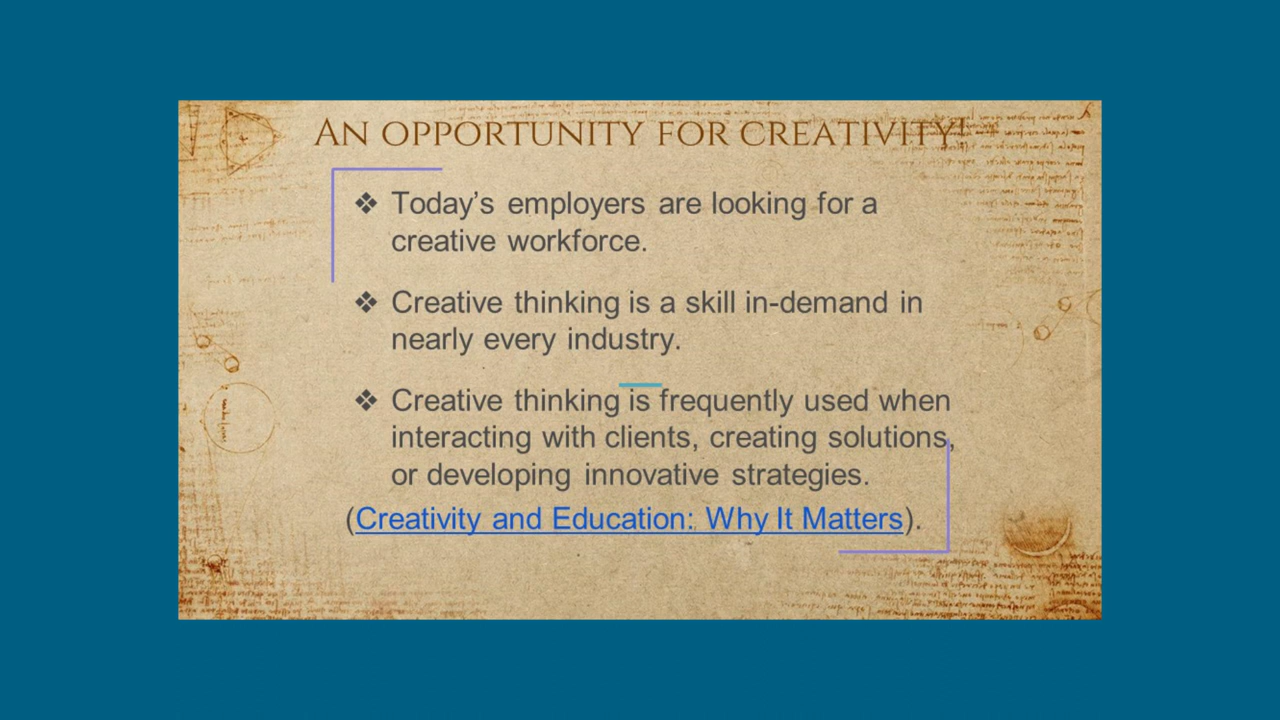 AN OPPORTUNITY FOR CREATIVITY!
❖ Today's employers are looking for a
creative workforce.
❖ Creative thinking is a skill in-demand in
nearly every industry.
❖ Creative thinking is frequently used when
interacting with clients, creating solutions,
or developing innovative strategies.
(Creativity and Education: Why It Matters).